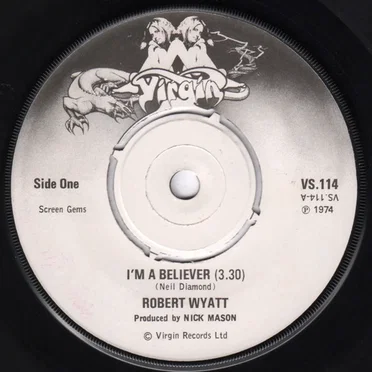 Virgin
Side One
VS.114
VS.114-A
Screen Gems
℗ 1974
I'M A BELIEVER (3.30)
(Neil Diamond)
ROBERT WYATT
Produced by NICK MASON
© Virgin Records Ltd